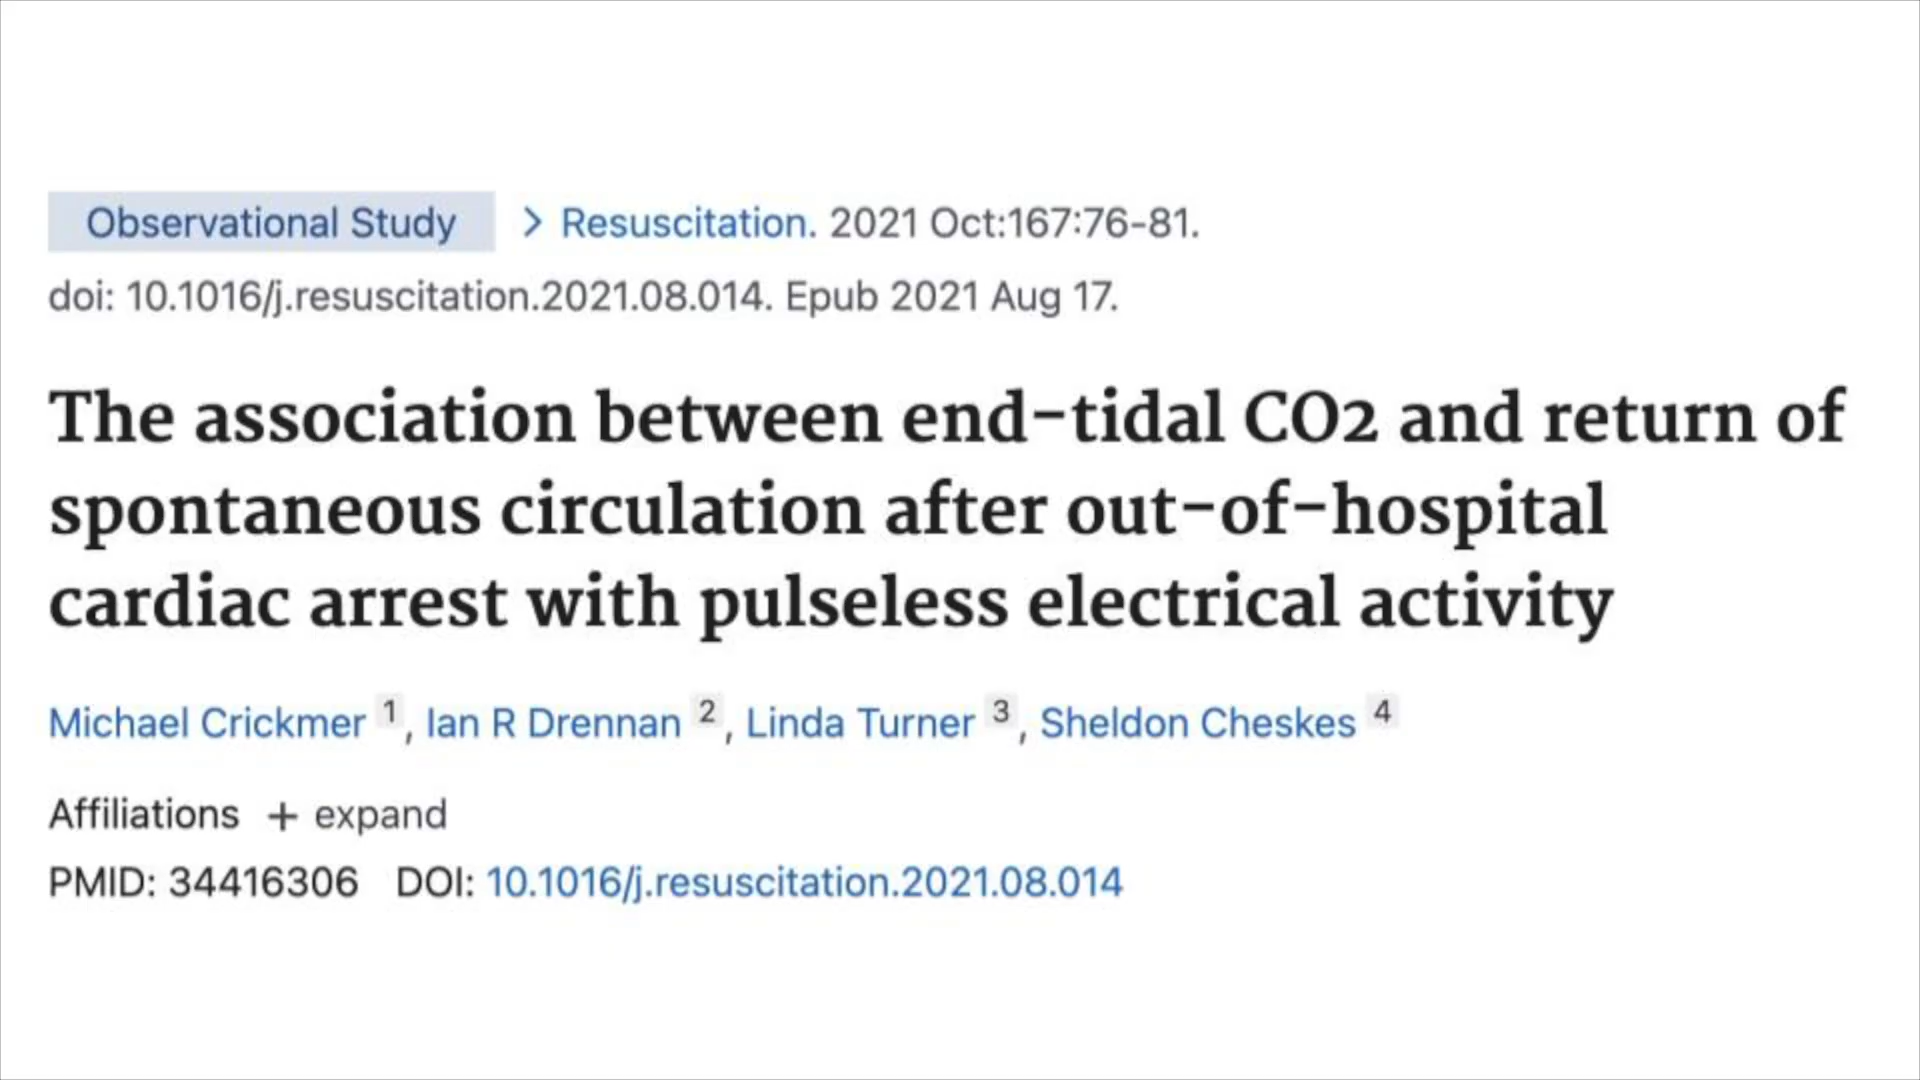 Observational Study > Resuscitation. 2021 Oct:167:76-81.
doi: 10.1016/j.resuscitation.2021.08.014. Epub 2021 Aug 17.
The association between end-tidal CO2 and return of
spontaneous circulation after out-of-hospital
cardiac arrest with pulseless electrical activity
Michael Crickmer 1, Ian R Drennan 2, Linda Turner 3, Sheldon Cheskes 4
Affiliations + expand
PMID: 34416306 DOI: 10.1016/j.resuscitation.2021.08.014